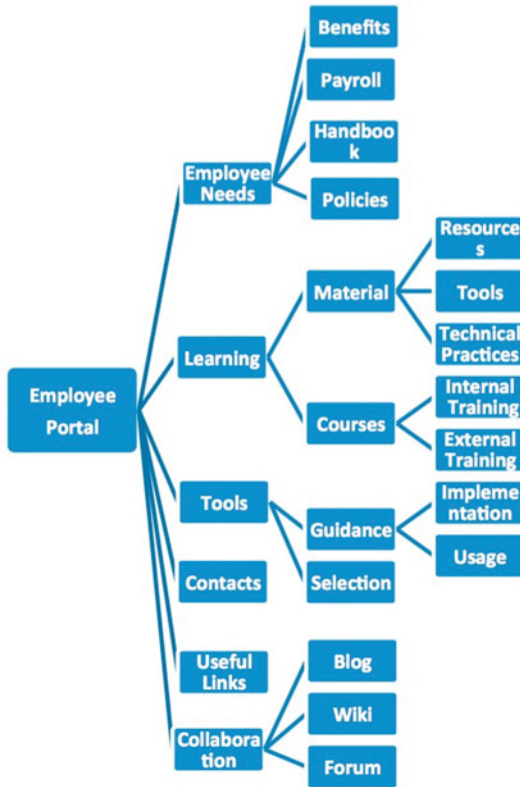 Benefits
Payroll
Handboo
k
Employee
Needs
Policies
Resource
s
Material
Tools
Learning
Technical
Practices
Employee
Portal
Internal
Training
Courses
External
Training
Tools
Impleme
ntation
Guidance
Usage
Contacts
Selection
Useful
Links
Blog
Wiki
Collabora
tion
Forum